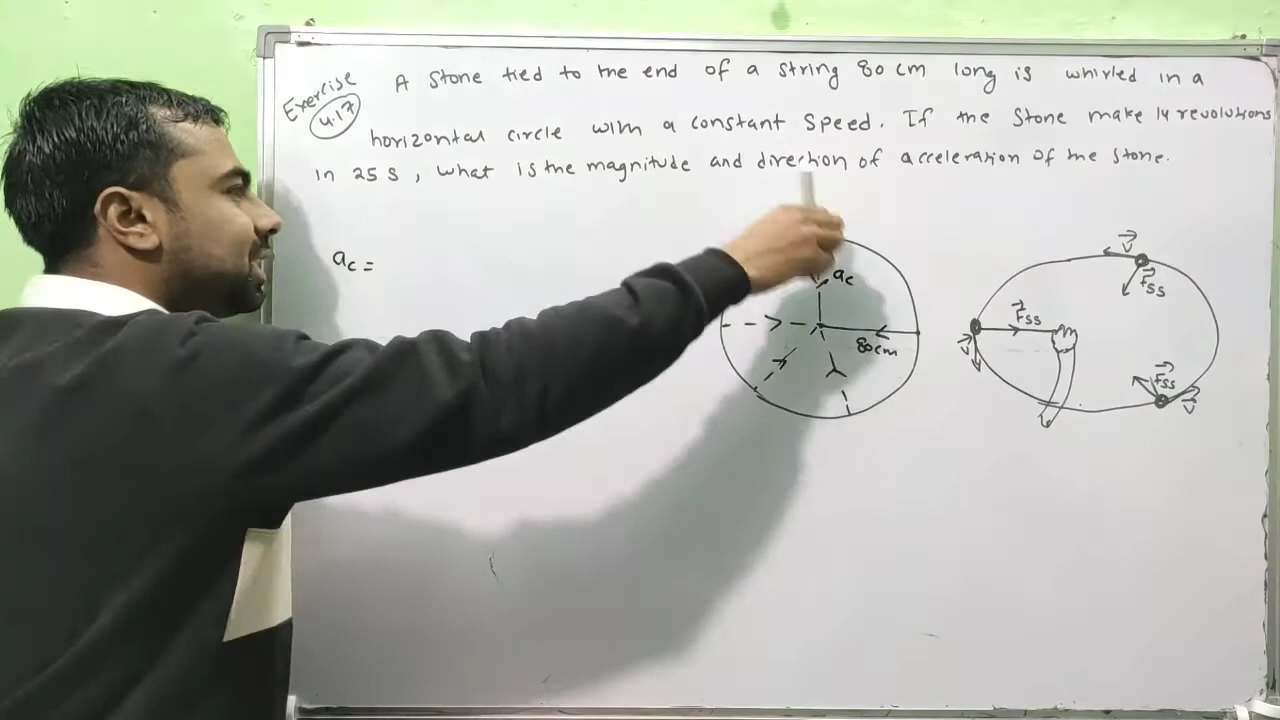 Exercise
4.17
A Stone tied to the end of a string 80 cm long is whirled in a
horizontal circle with a constant speed. If the Stone make 14 revolutions
in 25 s, what is the magnitude and direction of acceleration of the stone.
ac =
ac
80cm
v
Fss
Fss
v
Fss
v